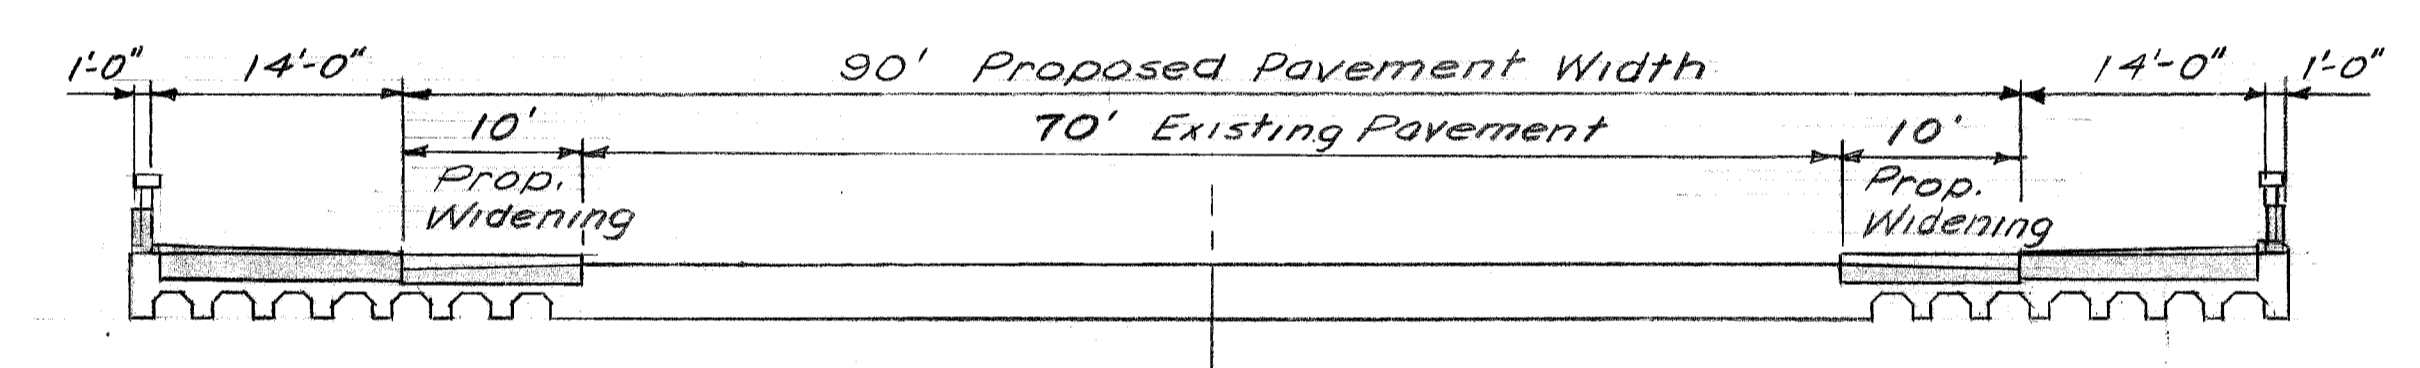 1'-0" 14'-0" 90' Proposed Pavement Width 14'-0" 1'-0"
10' 70' Existing Pavement 10'
Prop. Prop.
Widening Widening